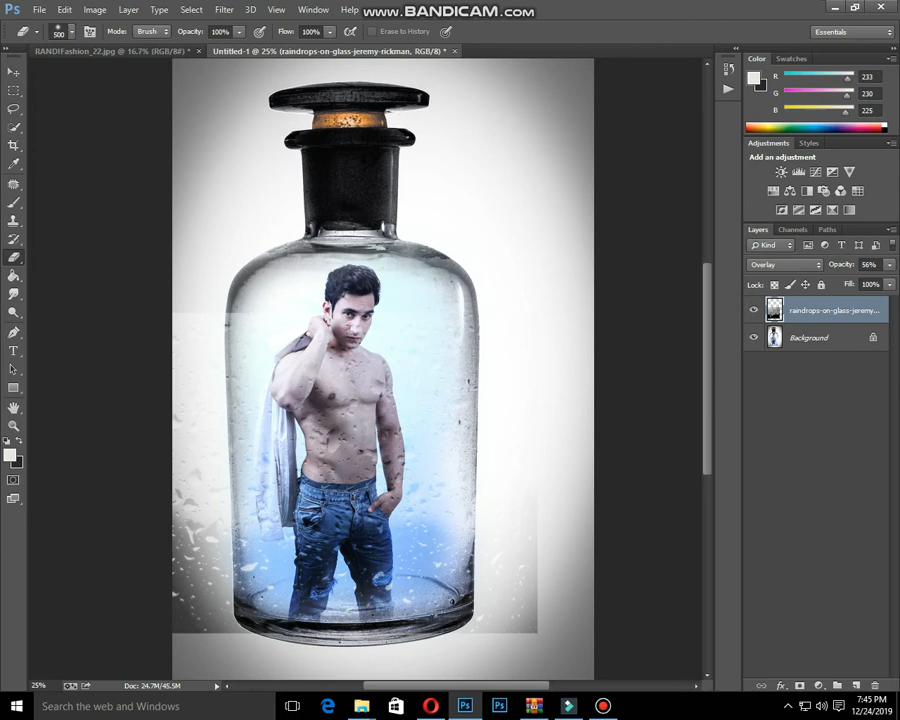 Ps File Edit Image Layer Type Select Filter 3D View Window Help
www.BANDICAM.com
500 Mode: Brush Opacity: 100% Flow: 100% Erase to History Essentials
RANDIFashion_22.jpg @ 16.7% (RGB/8#) * × Untitled-1 @ 25% (raindrops-on-glass-jeremy-rickman, RGB/8) * ×
Color Swatches
R 233
G 230
B 225
Adjustments Styles
Add an adjustment
Layers Channels Paths
Kind
Overlay Opacity: 56%
Lock: Fill: 100%
raindrops-on-glass-jeremy...
Background
25% Doc: 24.7M/45.5M
Search the web and Windows
Ps Ps
7:45 PM
12/24/2019